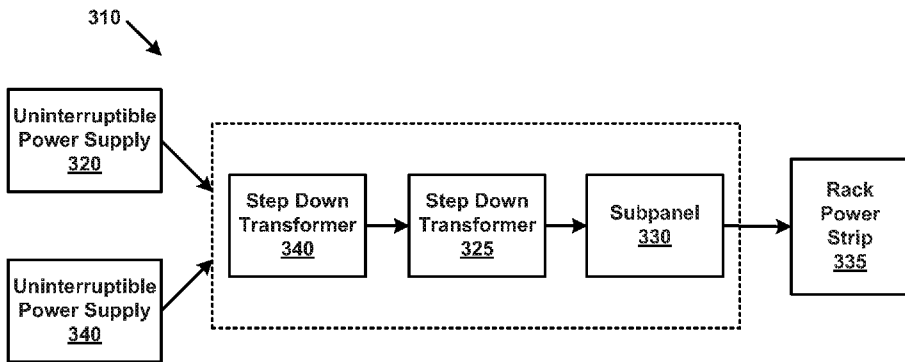 310
Uninterruptible
Power Supply
320
Step Down
Transformer
340
Step Down
Transformer
325
Subpanel
330
Rack
Power
Strip
335
Uninterruptible
Power Supply
340